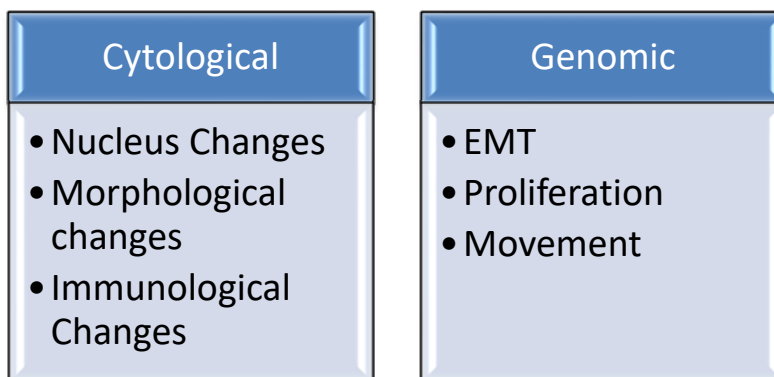 Cytological
• Nucleus Changes
• Morphological
changes
• Immunological
Changes
Genomic
• EMT
• Proliferation
• Movement